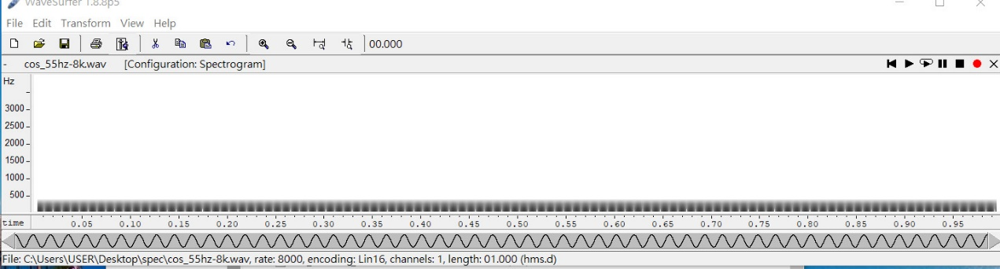 WaveSurfer 1.8.8p5
File Edit Transform View Help
00.000
- cos_55hz-8k.wav [Configuration: Spectrogram]
Hz
3000
2500
2000
1500
1000
500
time 0.05 0.10 0.15 0.20 0.25 0.30 0.35 0.40 0.45 0.50 0.55 0.60 0.65 0.70 0.75 0.80 0.85 0.90 0.95
File: C:\Users\USER\Desktop\spec\cos_55hz-8k.wav, rate: 8000, encoding: Lin16, channels: 1, length: 01.000 (hms.d)